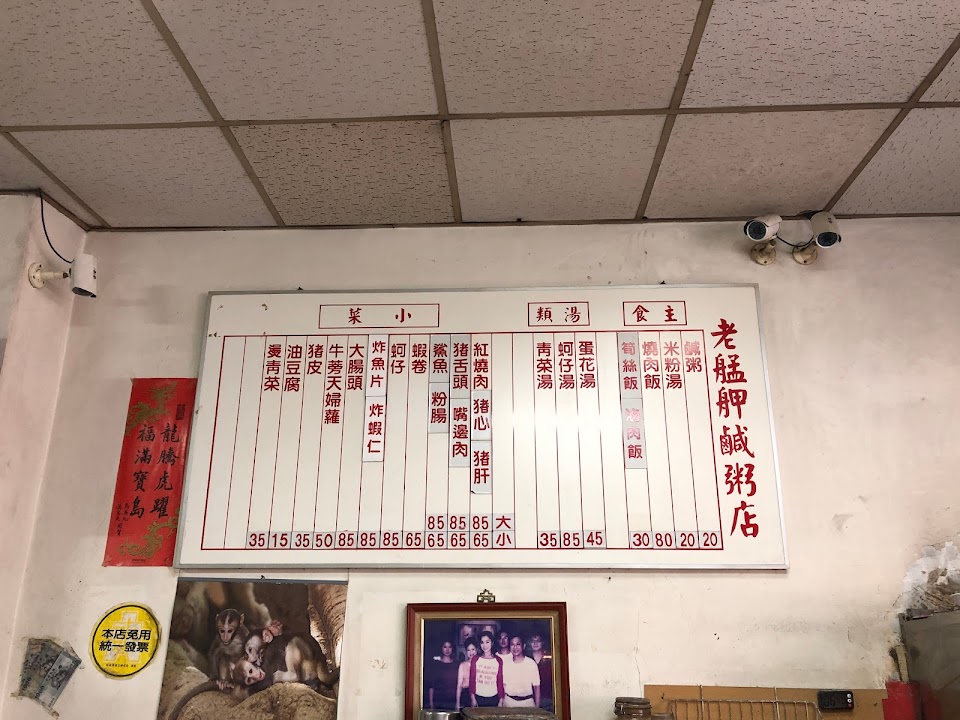 老艋舺鹹粥店
主食
鹹粥 20
米粉湯 20
燒肉飯 80
筍絲飯 肉飯 30
湯類
蛋花湯 45
蚵仔湯 85
青菜湯 35
小菜
大 小
紅燒肉 豬心 豬肝 85 65
豬舌頭 嘴邊肉 85 65
鯊魚 粉腸 85 65
蝦卷 65
蚵仔 85
炸魚片 炸蝦仁 85
大腸頭 85
牛蒡天婦蘿 50
豬皮 35
油豆腐 15
燙青菜 35
龍騰虎躍
福滿寶島
本店免用
統一發票